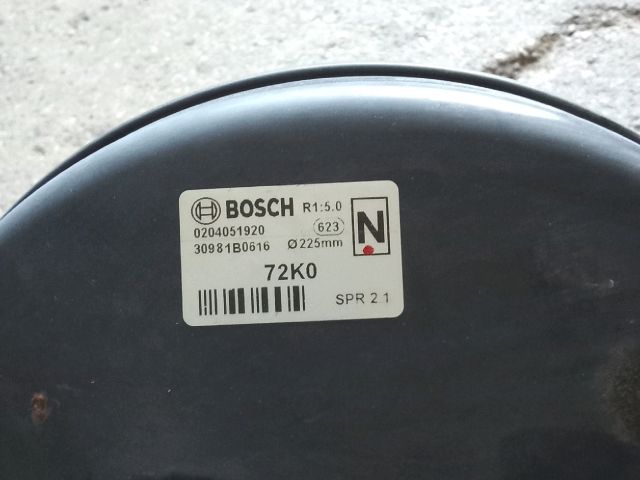 BOSCH R1:5.0
0204051920 623
30981B0616 Ø225mm
N
72K0
SPR 2.1